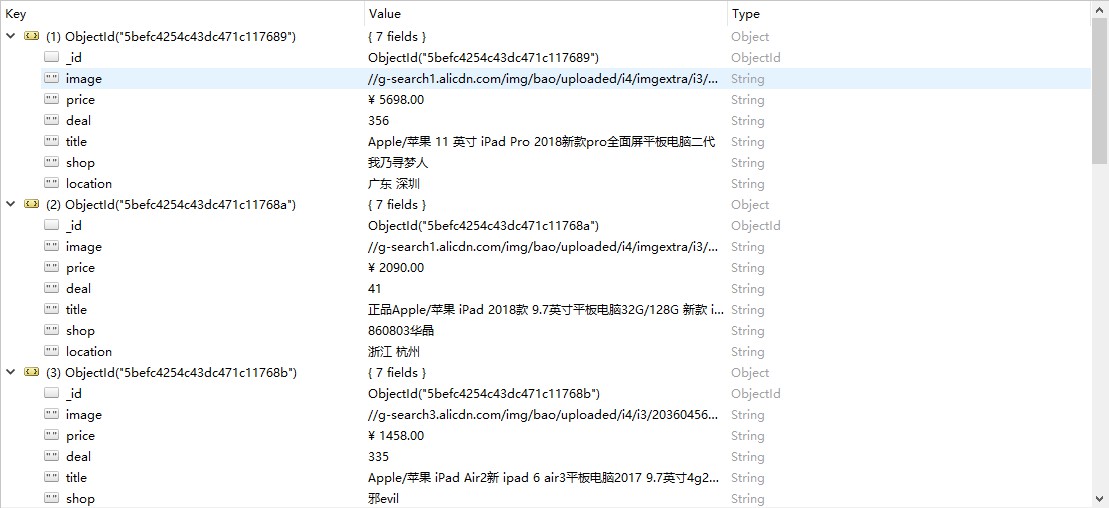 Key Value Type
(1) ObjectId("5befc4254c43dc471c117689") { 7 fields } Object
_id ObjectId("5befc4254c43dc471c117689") ObjectId
image //g-search1.alicdn.com/img/bao/uploaded/i4/imgextra/i3/... String
price ¥ 5698.00 String
deal 356 String
title Apple/苹果 11 英寸 iPad Pro 2018新款pro全面屏平板电脑二代 String
shop 我乃寻梦人 String
location 广东 深圳 String
(2) ObjectId("5befc4254c43dc471c11768a") { 7 fields } Object
_id ObjectId("5befc4254c43dc471c11768a") ObjectId
image //g-search1.alicdn.com/img/bao/uploaded/i4/imgextra/i3/... String
price ¥ 2090.00 String
deal 41 String
title 正品Apple/苹果 iPad 2018款 9.7英寸平板电脑32G/128G 新款 i... String
shop 860803华晶 String
location 浙江 杭州 String
(3) ObjectId("5befc4254c43dc471c11768b") { 7 fields } Object
_id ObjectId("5befc4254c43dc471c11768b") ObjectId
image //g-search3.alicdn.com/img/bao/uploaded/i4/i3/20360456... String
price ¥ 1458.00 String
deal 335 String
title Apple/苹果 iPad Air2新 ipad 6 air3平板电脑2017 9.7英寸4g2... String
shop 邪evil String